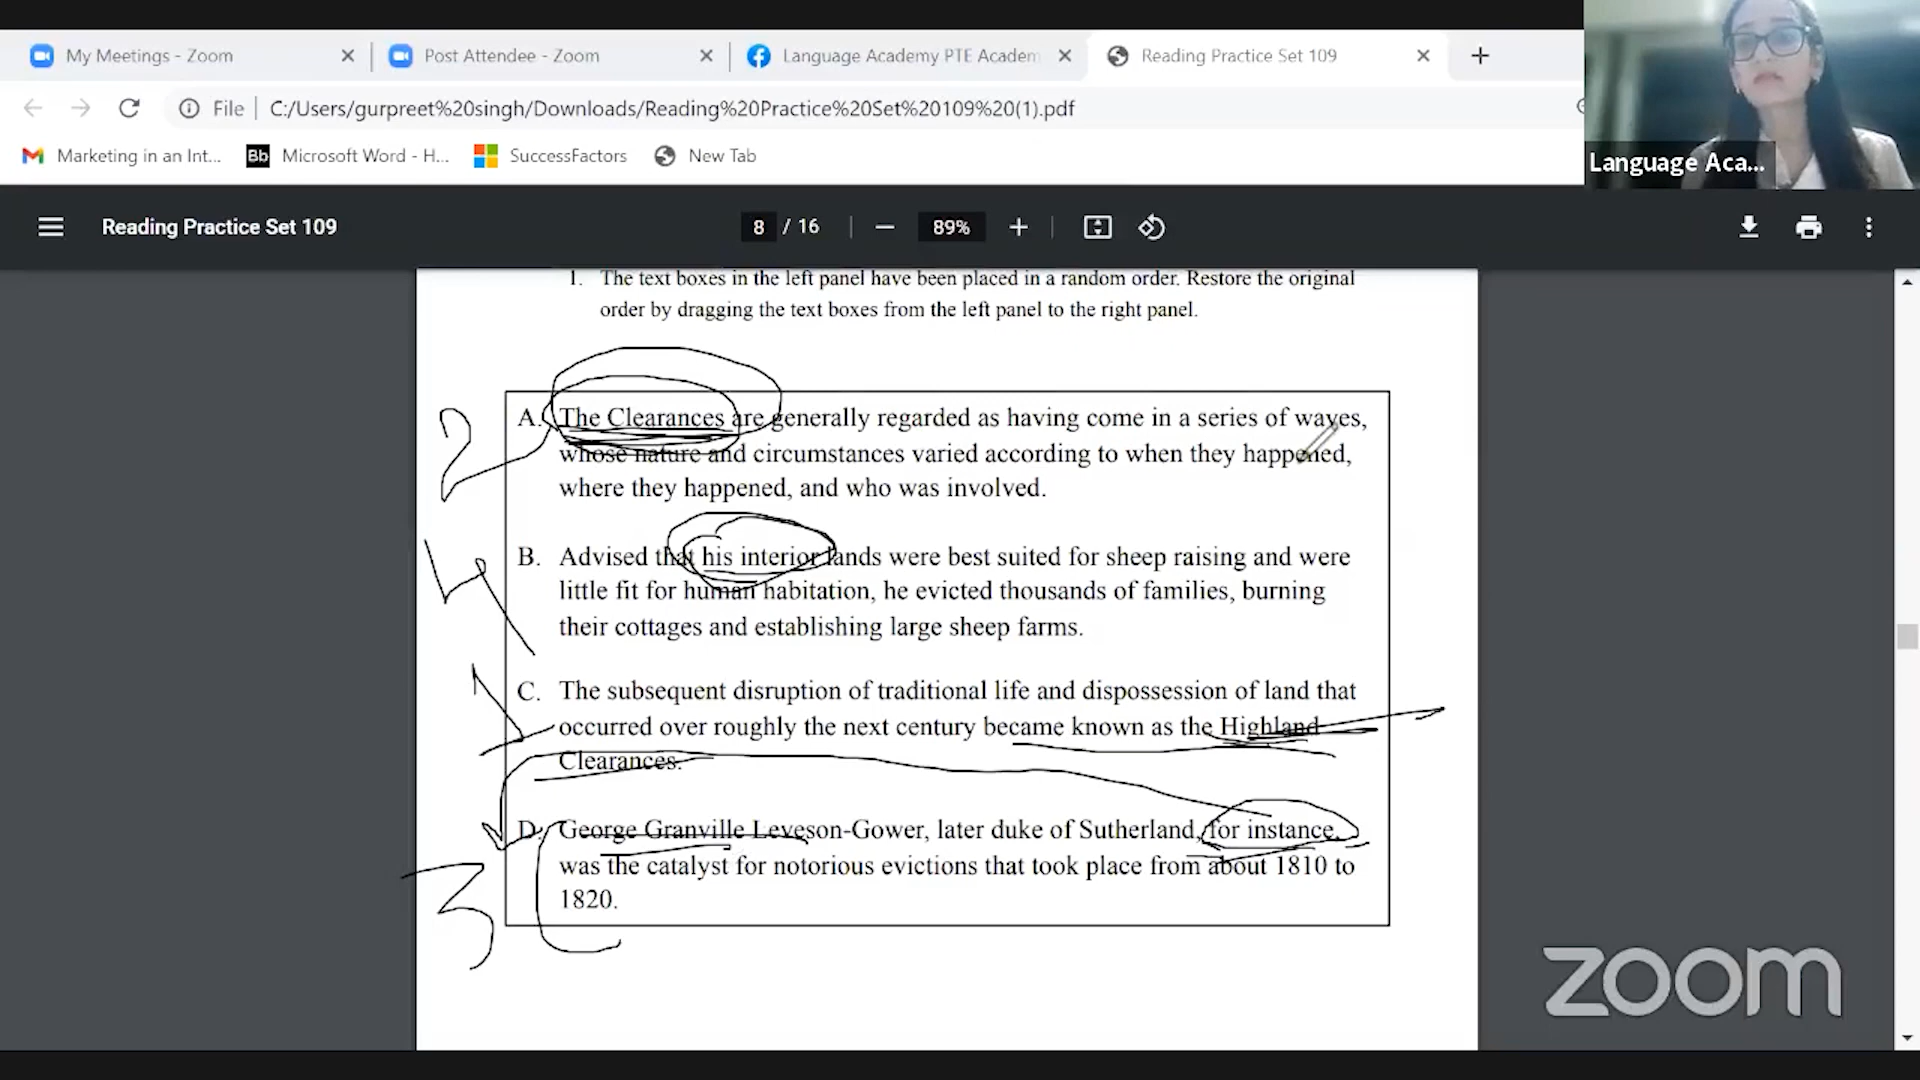 My Meetings - Zoom
Post Attendee - Zoom
Language Academy PTE Academ
Reading Practice Set 109
File
C:/Users/gurpreet%20singh/Downloads/Reading%20Practice%20Set%20109%20(1).pdf
Marketing in an Int...
Bb Microsoft Word - H...
SuccessFactors
New Tab
Language Aca...
Reading Practice Set 109
8 / 16
89%
1. The text boxes in the left panel have been placed in a random order. Restore the original
order by dragging the text boxes from the left panel to the right panel.
2
A. The Clearances are generally regarded as having come in a series of waves,
whose nature and circumstances varied according to when they happened,
where they happened, and who was involved.
4
B. Advised that his interior lands were best suited for sheep raising and were
little fit for human habitation, he evicted thousands of families, burning
their cottages and establishing large sheep farms.
1
C. The subsequent disruption of traditional life and dispossession of land that
occurred over roughly the next century became known as the Highland
Clearances.
D. George Granville Leveson-Gower, later duke of Sutherland, for instance,
was the catalyst for notorious evictions that took place from about 1810 to
1820.
3
zoom